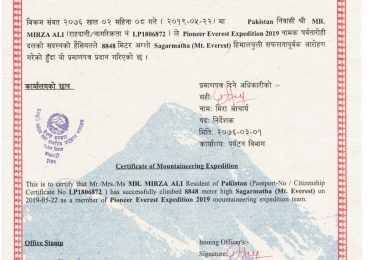 विक्रम संवत २०७६ साल ०२ महिना ०८ गते (२०१९-०५-२२) मा Pakistan निवासी श्री MR.
MIRZA ALI (राहदानी/नागरिकता नं LP1806872) ले Pioneer Everest Expedition 2019 नामक पर्वतारोही
दलको सदस्यको हैसियतले 8848 मिटर अग्लो Sagarmatha (Mt. Everest) हिमालचुली सफलतापूर्वक आरोहण
गरेको हुँदा यो प्रमाणपत्र प्रदान गरिएको छ ।
कार्यालयको छाप
प्रमाणपत्र दिने अधिकारीको:-
सही:
नाम: मिरा आचार्य
पद: निर्देशक
मिति: २०७६-०३-०१
कार्यालय: पर्यटन विभाग
Certificate of Mountaineering Expedition
This is to certify that Mr./Mrs./Ms MR. MIRZA ALI Resident of Pakistan (Passport-No / Citizenship
Certificate No LP1806872 ) has successfully climbed 8848 meter high Sagarmatha (Mt. Everest)
on 2019-05-22 as a member of Pioneer Everest Expedition 2019 mountaineering expedition team.
Office Stamp
Issuing Officer's:-
Signature: